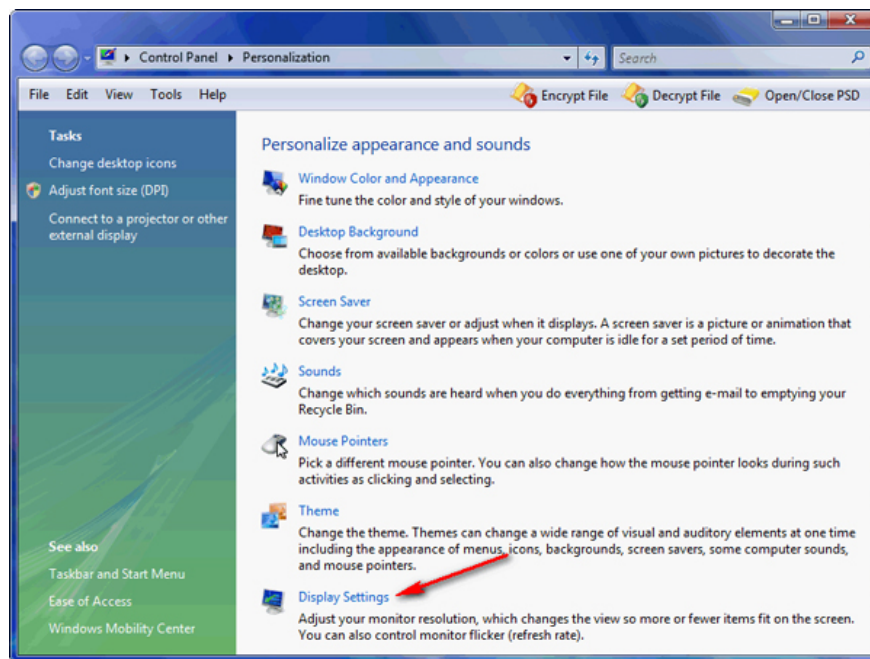 Control Panel Personalization
Search
File Edit View Tools Help
Encrypt File Decrypt File Open/Close PSD
Tasks
Change desktop icons
Adjust font size (DPI)
Connect to a projector or other
external display
See also
Taskbar and Start Menu
Ease of Access
Windows Mobility Center
Personalize appearance and sounds
Window Color and Appearance
Fine tune the color and style of your windows.
Desktop Background
Choose from available backgrounds or colors or use one of your own pictures to decorate the
desktop.
Screen Saver
Change your screen saver or adjust when it displays. A screen saver is a picture or animation that
covers your screen and appears when your computer is idle for a set period of time.
Sounds
Change which sounds are heard when you do everything from getting e-mail to emptying your
Recycle Bin.
Mouse Pointers
Pick a different mouse pointer. You can also change how the mouse pointer looks during such
activities as clicking and selecting.
Theme
Change the theme. Themes can change a wide range of visual and auditory elements at one time
including the appearance of menus, icons, backgrounds, screen savers, some computer sounds,
and mouse pointers.
Display Settings
Adjust your monitor resolution, which changes the view so more or fewer items fit on the screen.
You can also control monitor flicker (refresh rate).